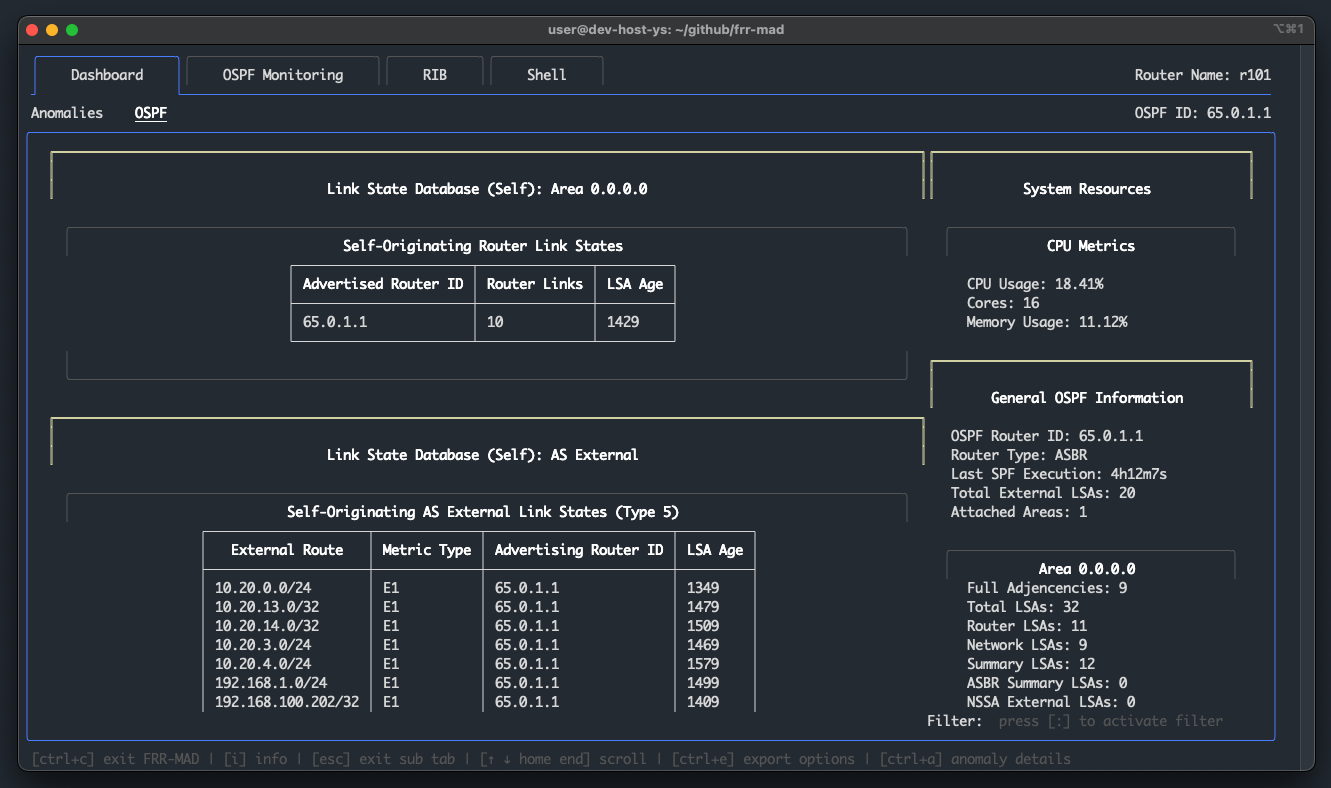 user@dev-host-ys: ~/github/frr-mad
⌥⌘1
Dashboard OSPF Monitoring RIB Shell Router Name: r101
Anomalies OSPF OSPF ID: 65.0.1.1
Link State Database (Self): Area 0.0.0.0
Self-Originating Router Link States
Advertised Router ID Router Links LSA Age
65.0.1.1 10 1429
Link State Database (Self): AS External
Self-Originating AS External Link States (Type 5)
External Route Metric Type Advertising Router ID LSA Age
10.20.0.0/24 E1 65.0.1.1 1349
10.20.13.0/32 E1 65.0.1.1 1479
10.20.14.0/32 E1 65.0.1.1 1509
10.20.3.0/24 E1 65.0.1.1 1469
10.20.4.0/24 E1 65.0.1.1 1579
192.168.1.0/24 E1 65.0.1.1 1499
192.168.100.202/32 E1 65.0.1.1 1409
System Resources
CPU Metrics
CPU Usage: 18.41%
Cores: 16
Memory Usage: 11.12%
General OSPF Information
OSPF Router ID: 65.0.1.1
Router Type: ASBR
Last SPF Execution: 4h12m7s
Total External LSAs: 20
Attached Areas: 1
Area 0.0.0.0
Full Adjencencies: 9
Total LSAs: 32
Router LSAs: 11
Network LSAs: 9
Summary LSAs: 12
ASBR Summary LSAs: 0
NSSA External LSAs: 0
Filter: press [:] to activate filter
[ctrl+c] exit FRR-MAD | [i] info | [esc] exit sub tab | [↑ ↓ home end] scroll | [ctrl+e] export options | [ctrl+a] anomaly details